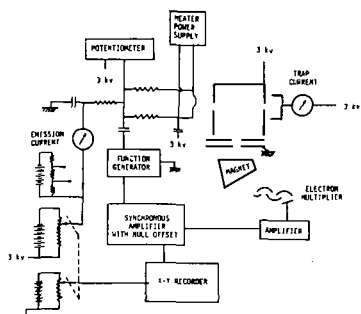 HEATER
POWER
SUPPLY
POTENTIOMETER
3 kv
3 kv
TRAP
CURRENT
3 kv
3 kv
EMISSION
CURRENT
FUNCTION
GENERATOR
MAGNET
ELECTRON
MULTIPLIER
SYNCHRONOUS
AMPLIFIER
WITH NULL OFFSET
AMPLIFIER
3 kv
X-Y RECORDER